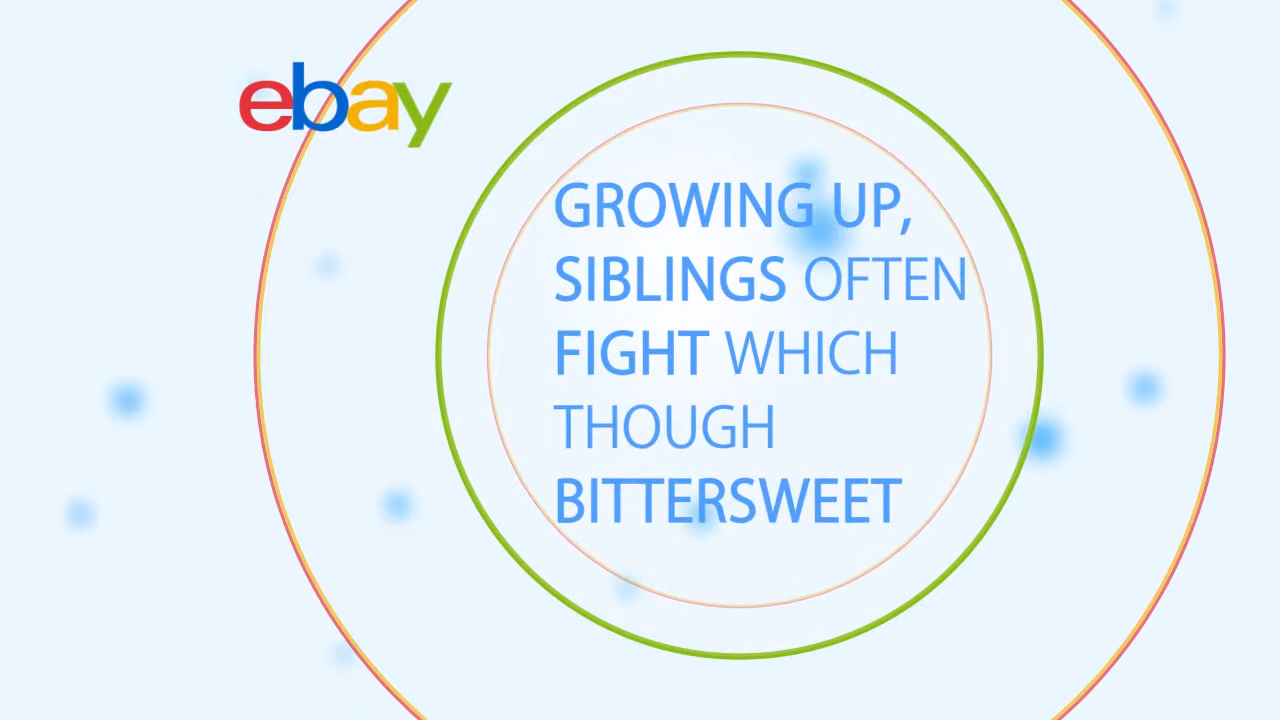 ebay
GROWING UP,
SIBLINGS OFTEN
FIGHT WHICH
THOUGH
BITTERSWEET